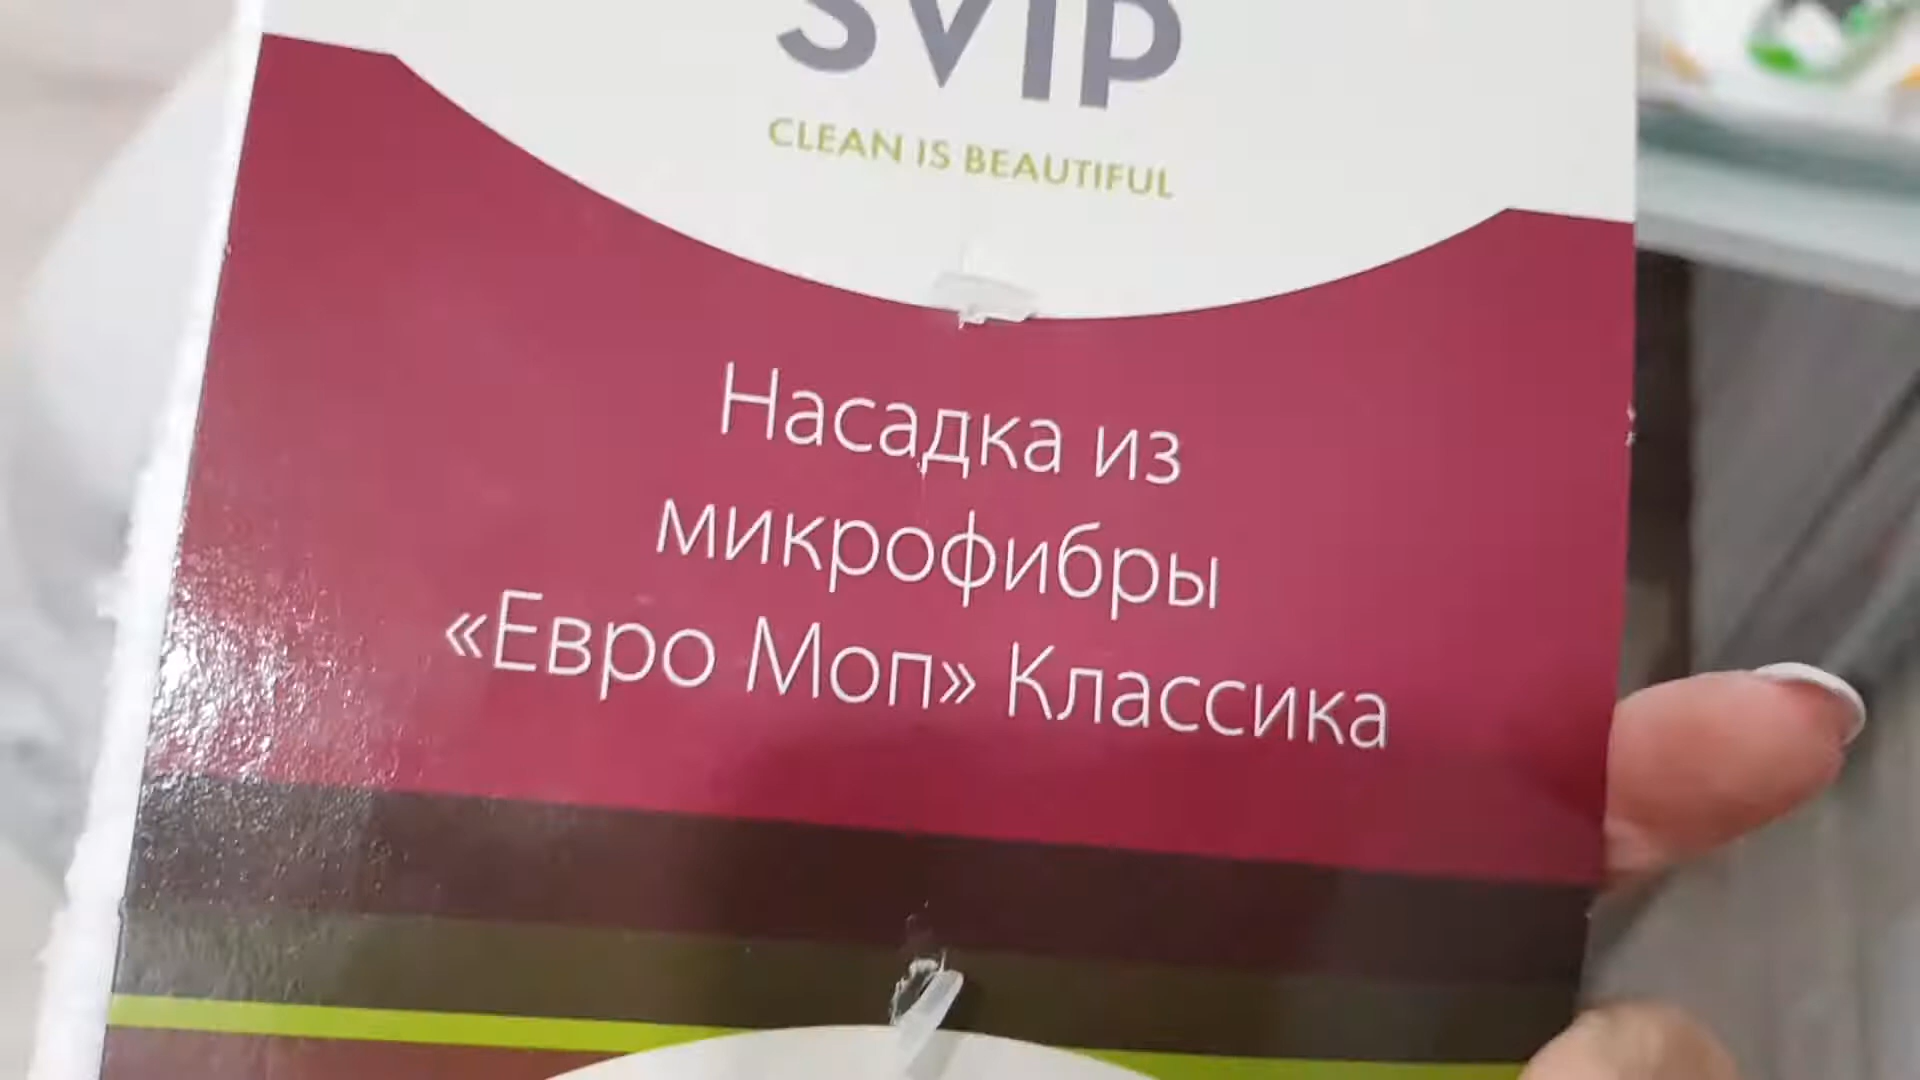 SVIP
CLEAN IS BEAUTIFUL
Насадка из
микрофибры
«Евро Моп» Классика